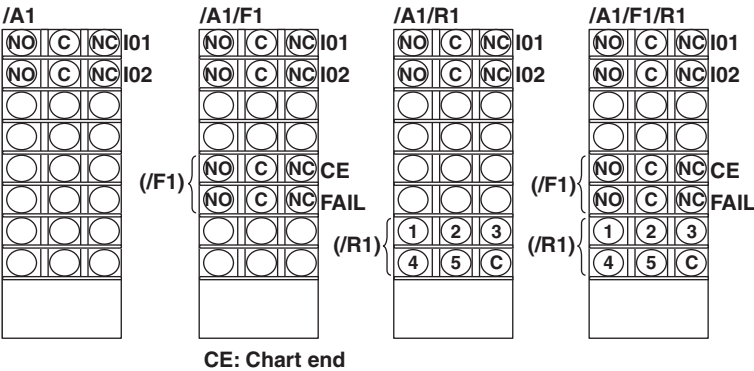 /A1 /A1/F1 /A1/R1 /A1/F1/R1
NO C NC I01 NO C NC I01 NO C NC I01 NO C NC I01
NO C NC I02 NO C NC I02 NO C NC I02 NO C NC I02
(/F1) NO C NC CE (/F1) NO C NC CE
NO C NC FAIL NO C NC FAIL
(/R1) 1 2 3 (/R1) 1 2 3
4 5 C 4 5 C
CE: Chart end